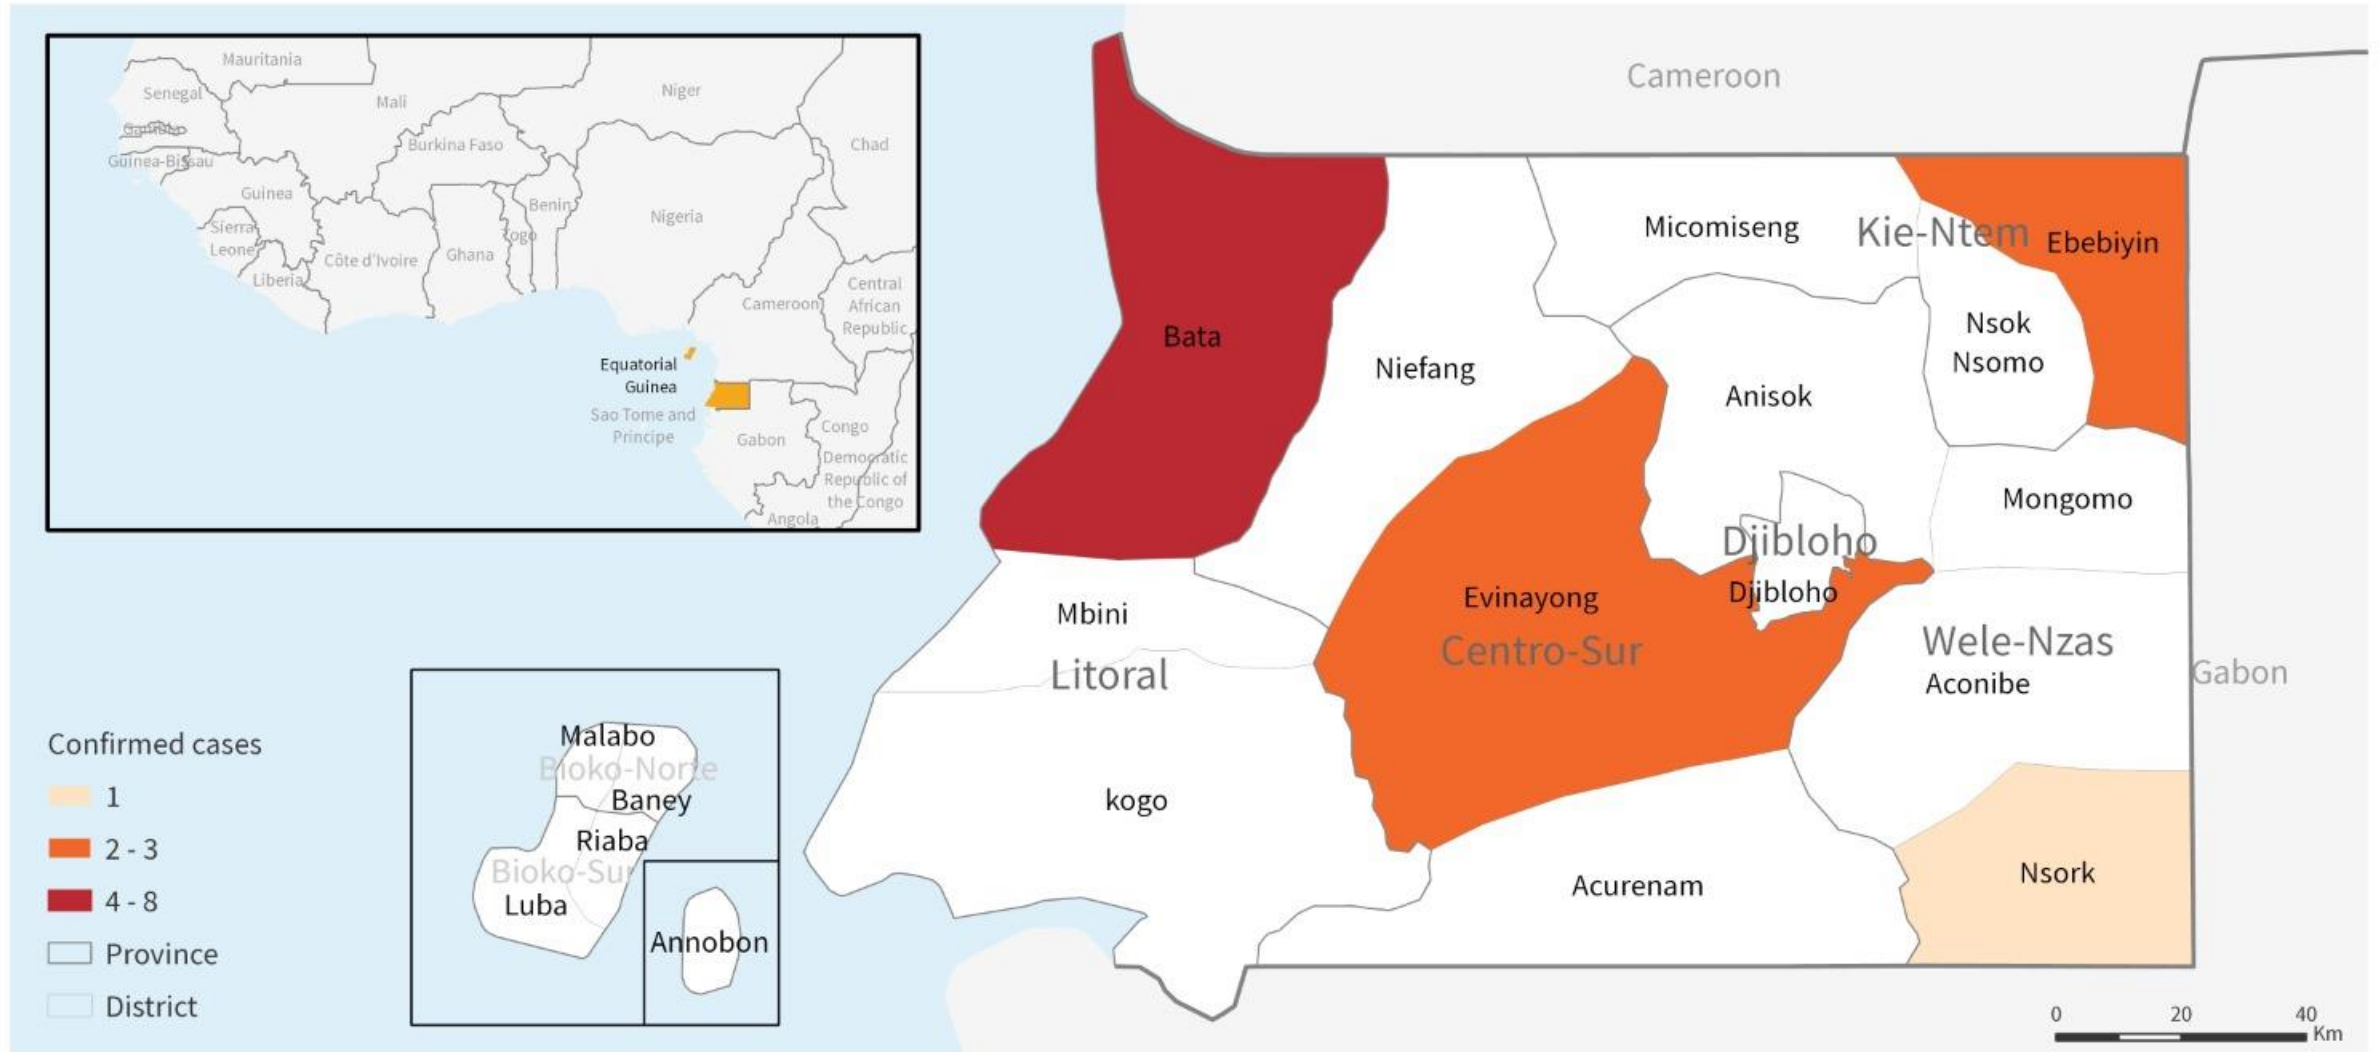 Mauritania
Senegal
Mali
Niger
Gambia
Burkina Faso
Chad
Guinea-Bissau
Guinea
Benin
Nigeria
Sierra
Leone
Togo
Côte d'Ivoire
Ghana
Liberia
Cameroon
Central
African
Republic
Equatorial
Guinea
Sao Tome and
Principe
Gabon
Congo
Democratic
Republic of
the Congo
Angola
Cameroon
Micomiseng
Kie-Ntem
Ebebiyin
Bata
Nsok
Nsomo
Niefang
Anisok
Mongomo
Djibloho
Djibloho
Evinayong
Centro-Sur
Mbini
Litoral
Wele-Nzas
Aconibe
Gabon
kogo
Acurenam
Nsork
Malabo
Bioko-Norte
Baney
Riaba
Bioko-Sur
Luba
Annobon
Confirmed cases
1
2 - 3
4 - 8
Province
District
0 20 40
Km